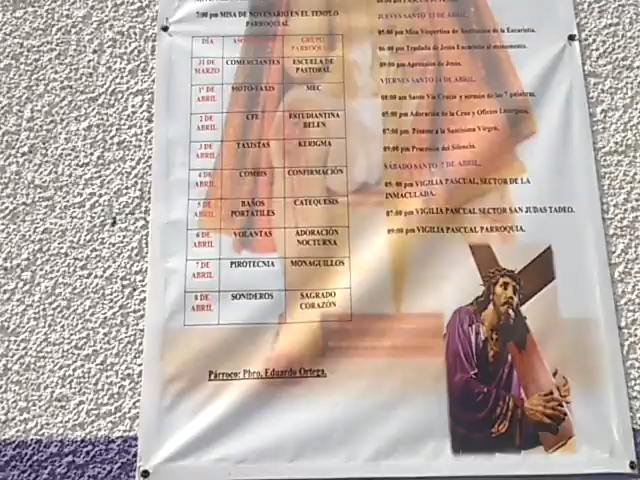 7:00 pm MISA DE NOVENARIO EN EL TEMPLO
PARROQUIAL
DÍA
GRUPO
PARROQUIAL
31 DE MARZO COMERCIANTES ESCUELA DE PASTORAL
1° DE ABRIL MOTO-TAXIS MEC
2 DE ABRIL CFE ESTUDIANTINA BELEN
3 DE ABRIL TAXISTAS KERIGMA
4 DE ABRIL COMBIS CONFIRMACIÓN
5 DE ABRIL BAÑOS PORTATILES CATEQUESIS
6 DE ABRIL VOLANTAS ADORACIÓN NOCTURNA
7 DE ABRIL PIROTECNIA MONAGUILLOS
8 DE ABRIL SONIDEROS SAGRADO CORAZÓN
Párroco: Pbro. Eduardo Ortega.
JUEVES SANTO 13 DE ABRIL.
05:00 pm Misa Vespertina de Institución de la Eucaristía.
06:00 pm Traslado de Jesús Eucaristía al monumento.
09:00 pm Aprensión de Jesús.
VIERNES SANTO 14 DE ABRIL.
08:00 am Santo Vía Crucis y sermón de las 7 palabras.
05:00 pm Adoración de la Cruz y Oficios Litúrgicos.
07:00 pm Pésame a la Santísima Virgen.
09:00 pm Procesión del Silencio.
SÁBADO SANTO DE ABRIL.
05:00 pm VIGILIA PASCUAL, SECTOR DE LA
INMACULADA.
07:00 pm VIGILIA PASCUAL SECTOR SAN JUDAS TADEO.
09:00 pm VIGILIA PASCUAL PARROQUIA.